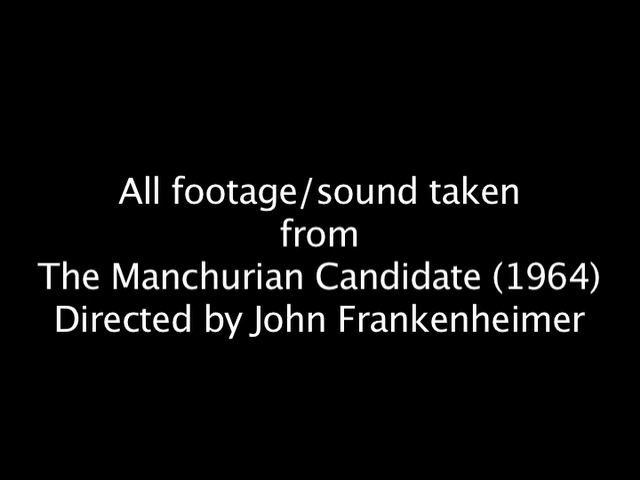 All footage/sound taken
from
The Manchurian Candidate (1964)
Directed by John Frankenheimer